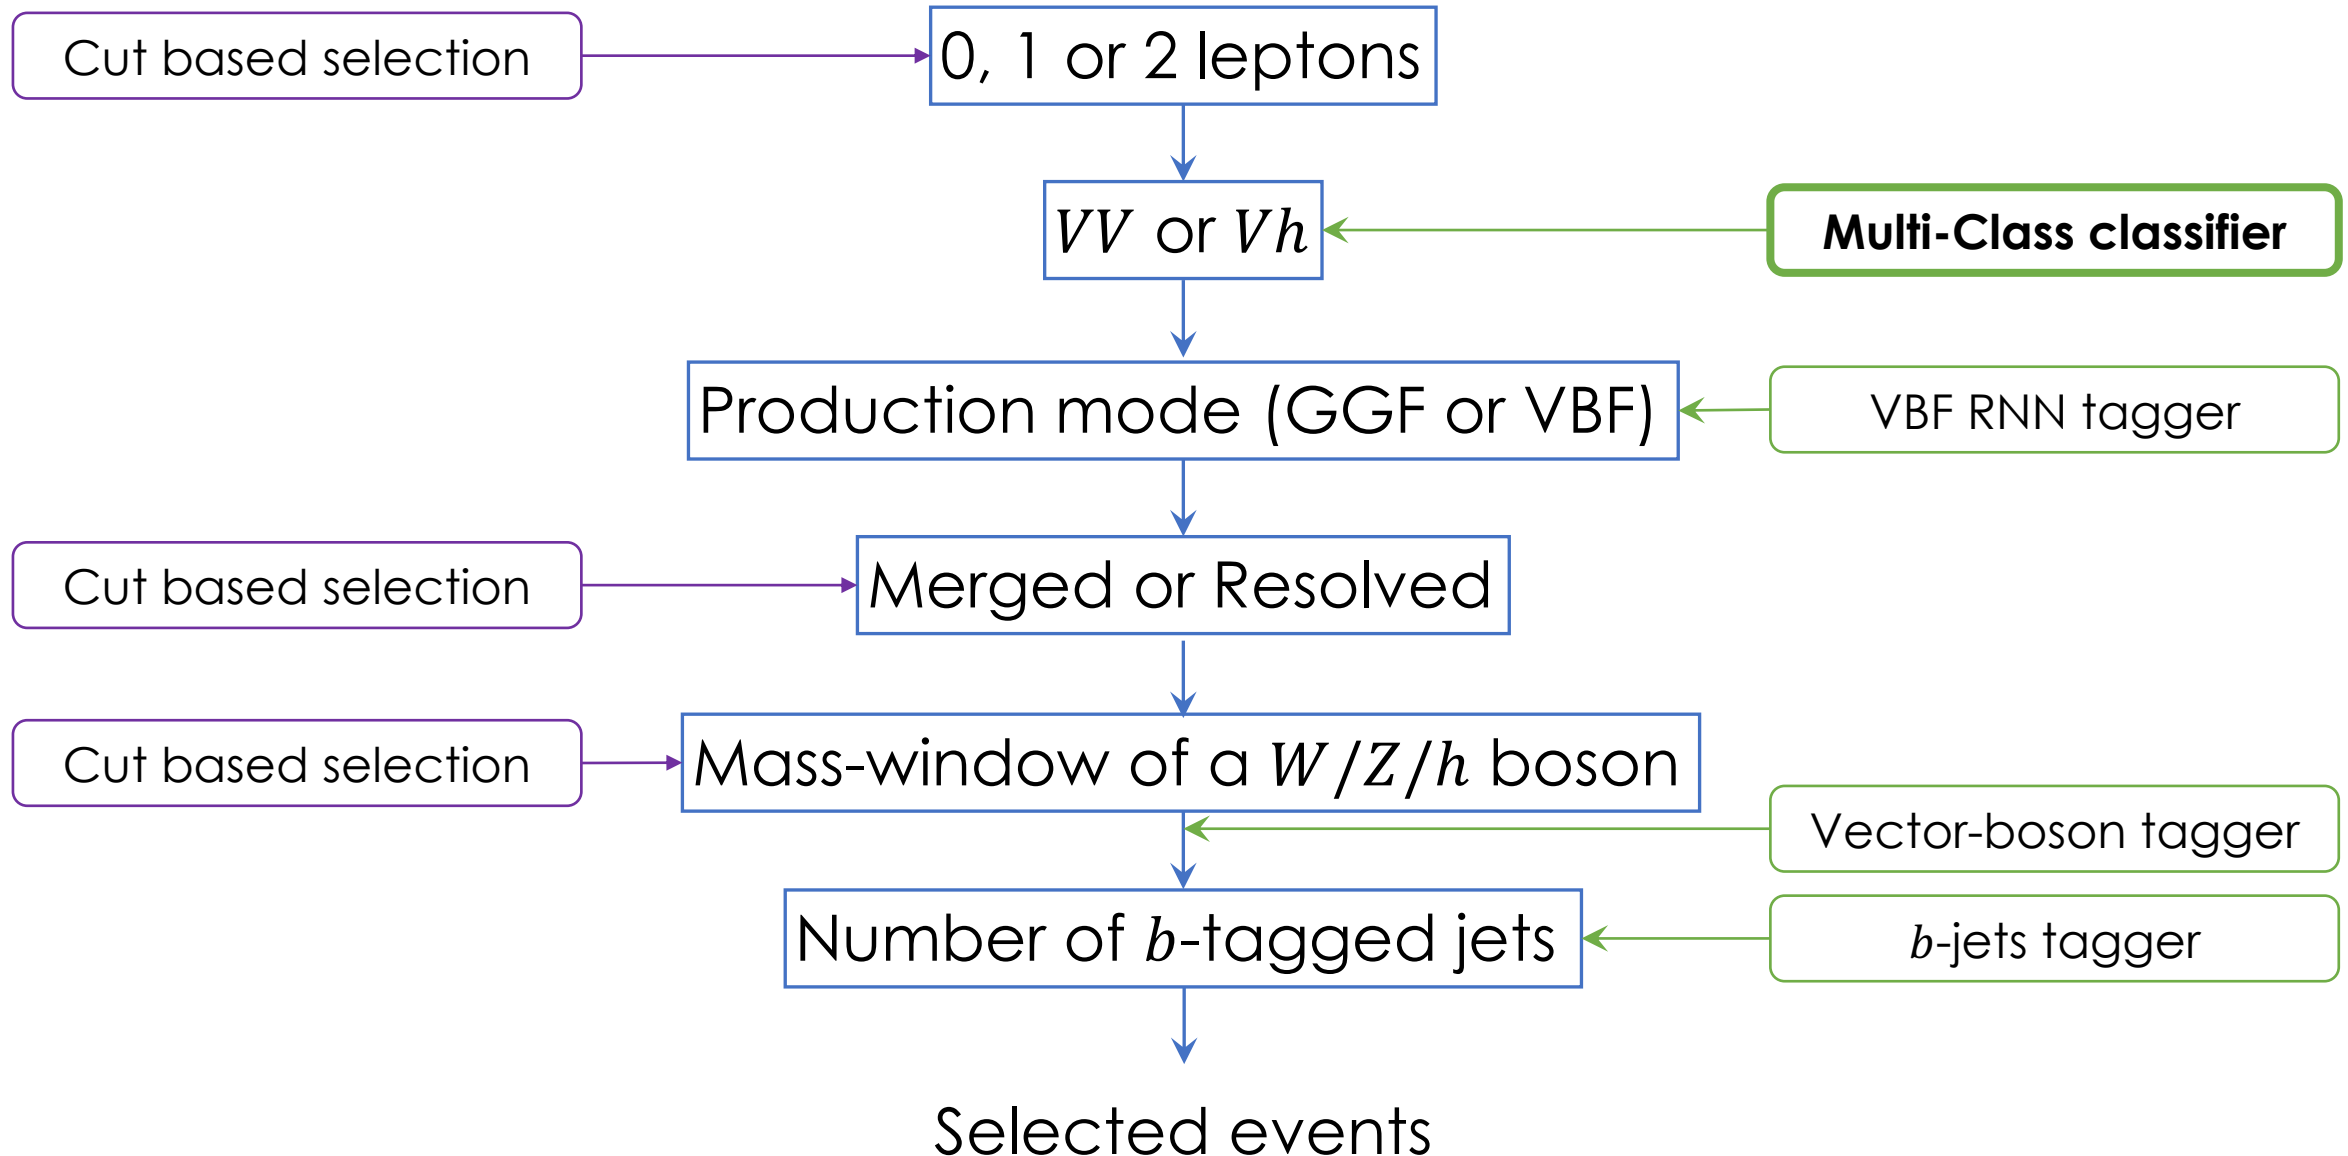 Cut based selection
0, 1 or 2 leptons
VV or Vh
Multi-Class classifier
Production mode (GGF or VBF)
VBF RNN tagger
Cut based selection
Merged or Resolved
Cut based selection
Mass-window of a W/Z/h boson
Vector-boson tagger
Number of b-tagged jets
b-jets tagger
Selected events